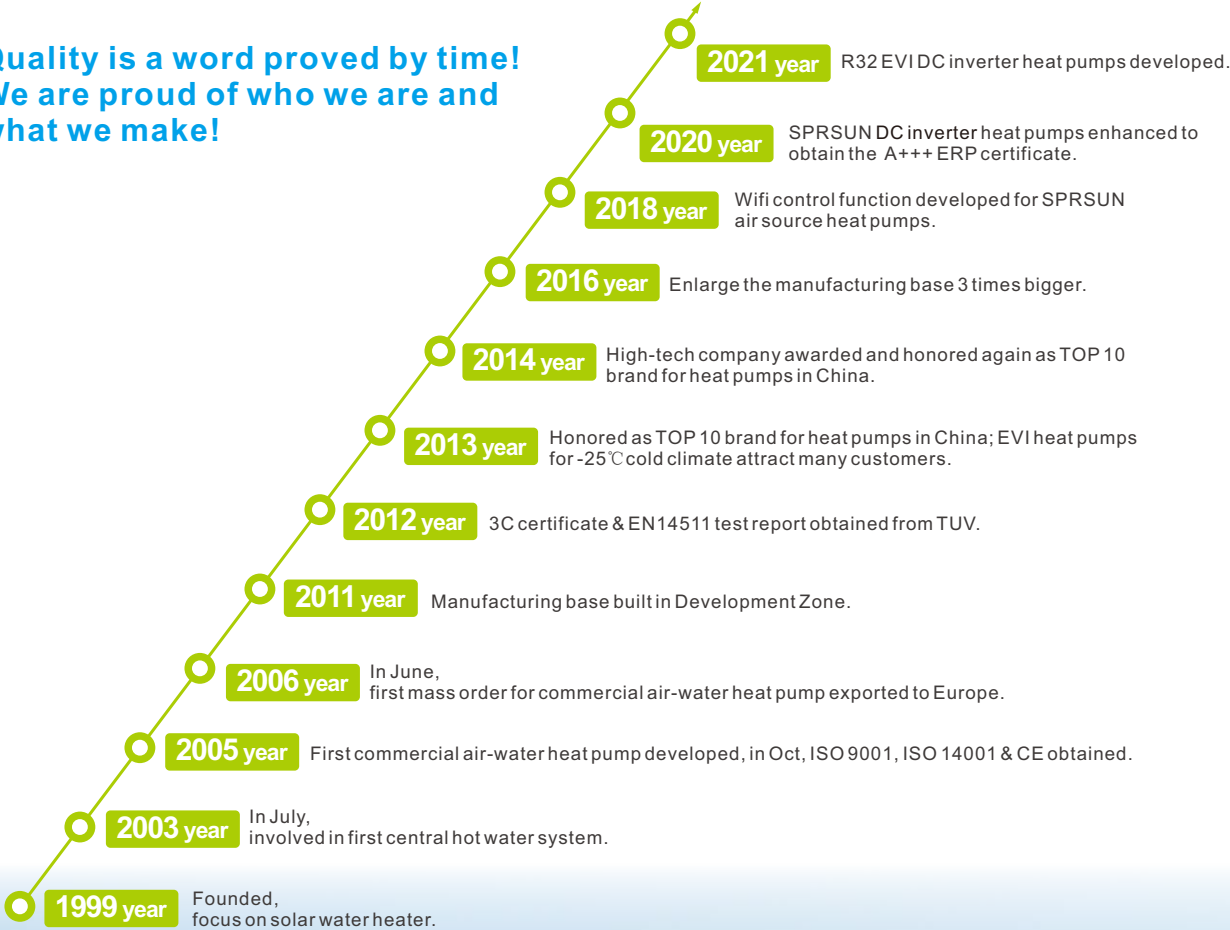 Quality is a word proved by time!
We are proud of who we are and
what we make!
2021 year
R32 EVI DC inverter heat pumps developed.
2020 year
SPRSUN DC inverter heat pumps enhanced to
obtain the A+++ ERP certificate.
2018 year
Wifi control function developed for SPRSUN
air source heat pumps.
2016 year
Enlarge the manufacturing base 3 times bigger.
2014 year
High-tech company awarded and honored again as TOP 10
brand for heat pumps in China.
2013 year
Honored as TOP 10 brand for heat pumps in China; EVI heat pumps
for -25℃ cold climate attract many customers.
2012 year
3C certificate & EN14511 test report obtained from TUV.
2011 year
Manufacturing base built in Development Zone.
2006 year
In June,
first mass order for commercial air-water heat pump exported to Europe.
2005 year
First commercial air-water heat pump developed, in Oct, ISO 9001, ISO 14001 & CE obtained.
2003 year
In July,
involved in first central hot water system.
1999 year
Founded,
focus on solar water heater.